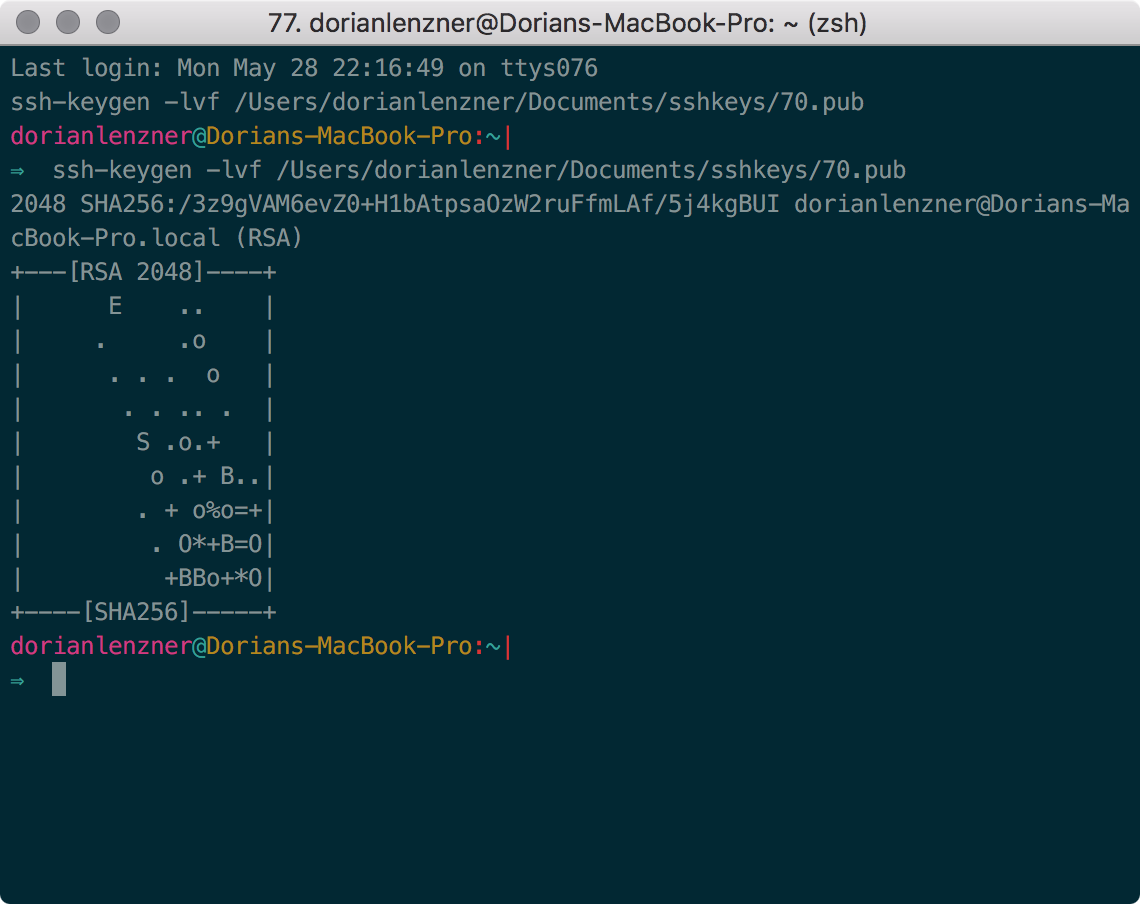 77. dorianlenzner@Dorians-MacBook-Pro: ~ (zsh)
Last login: Mon May 28 22:16:49 on ttys076
ssh-keygen -lvf /Users/dorianlenzner/Documents/sshkeys/70.pub
dorianlenzner@Dorians-MacBook-Pro:~|
⇒  ssh-keygen -lvf /Users/dorianlenzner/Documents/sshkeys/70.pub
2048 SHA256:/3z9gVAM6evZ0+H1bAtpsaOzW2ruFfmLAf/5j4kgBUI dorianlenzner@Dorians-Ma
cBook-Pro.local (RSA)
+---[RSA 2048]----+
|      E    ..    |
|     .     .o    |
|      . . .  o   |
|       . . .. .  |
|        S .o.+   |
|         o .+ B..|
|        . + o%o=+|
|         . O*+B=O|
|          +BBo+*O|
+----[SHA256]-----+
dorianlenzner@Dorians-MacBook-Pro:~|
⇒